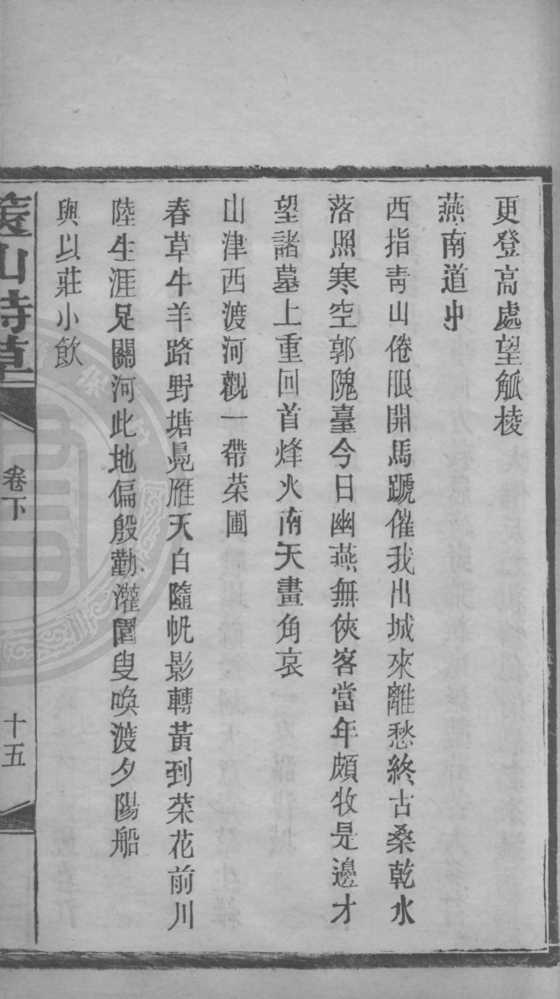 更登高處望觚棱
燕南道中
西指青山倦眼開馬蹏催我出城來離愁終古桑乾水
落照寒空郭隗臺今日幽燕無俠客當年頗牧是邊才
望諸墓上重回首烽火南天畫角哀
山津西渡河觀一帶菜圃
春草牛羊路野塘鳧雁天白隨帆影轉黃到菜花前川
陸生涯足關河此地偏殷勤灌園叟喚渡夕陽船
與以莊小飲
山詩草
卷下
十五